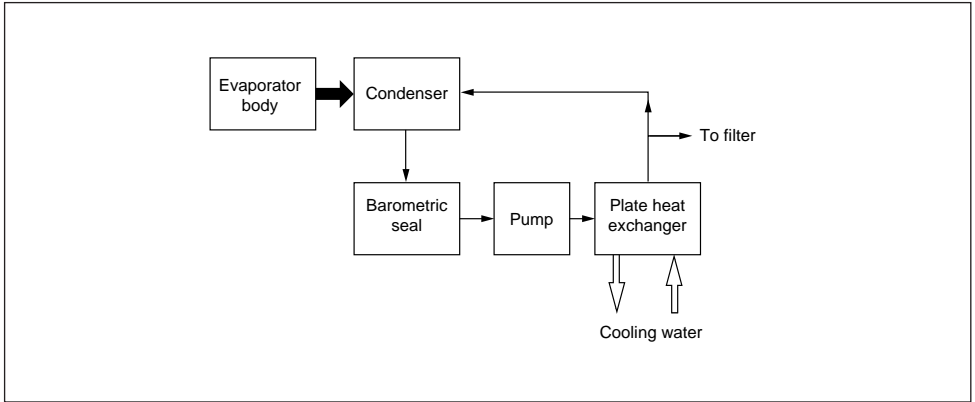 Evaporator
body
Condenser
To filter
Barometric
seal
Pump
Plate heat
exchanger
Cooling water